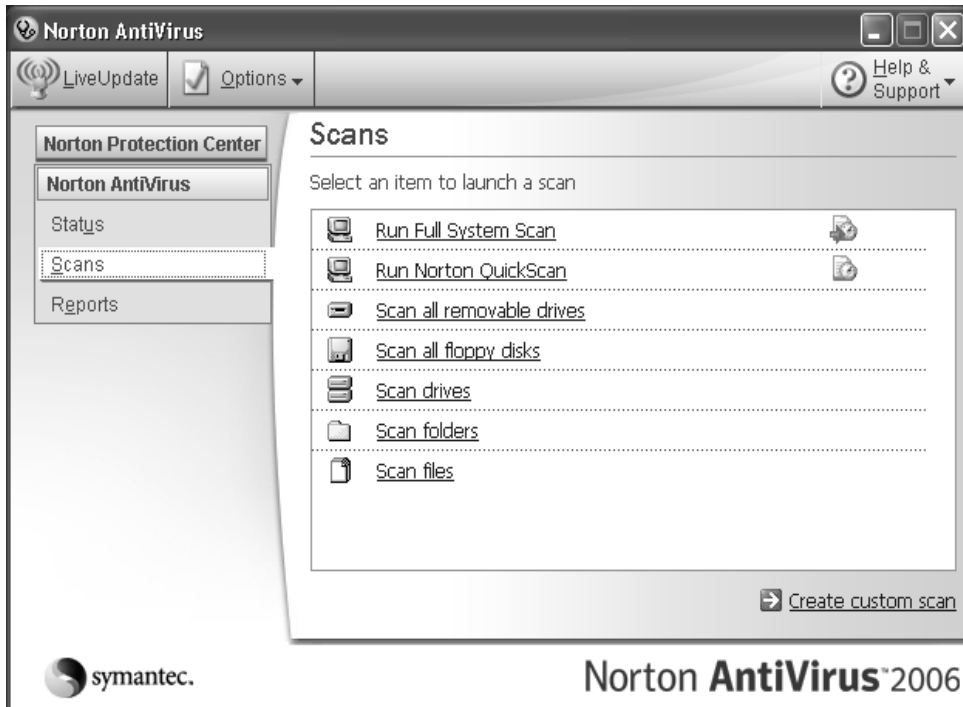 Norton AntiVirus
LiveUpdate
Options
Help &
Support
Norton Protection Center
Norton AntiVirus
Status
Scans
Reports
Scans
Select an item to launch a scan
Run Full System Scan
Run Norton QuickScan
Scan all removable drives
Scan all floppy disks
Scan drives
Scan folders
Scan files
Create custom scan
symantec.
Norton AntiVirus™2006